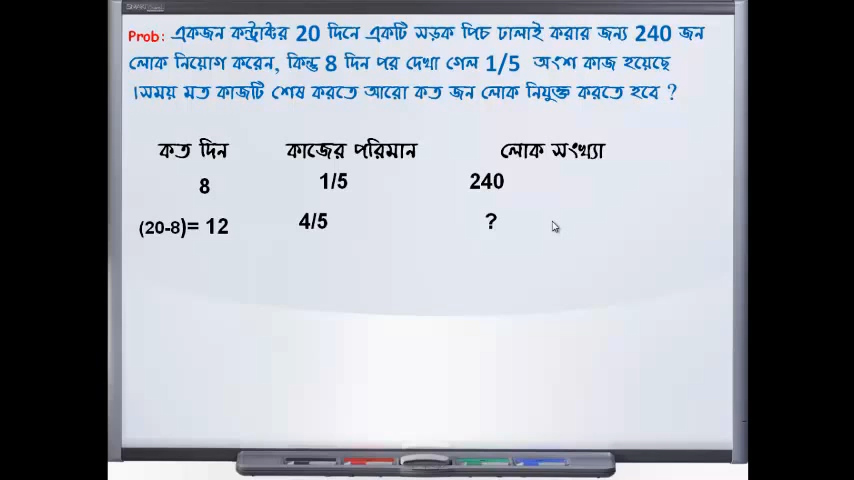 Prob: একজন কন্ট্রাক্টর 20 দিনে একটি সড়ক পিচ ঢালাই করার জন্য 240 জন
লোক নিয়োগ করেন, কিন্তু 8 দিন পর দেখা গেল 1/5 অংশ কাজ হয়েছে
।সময় মত কাজটি শেষ করতে আরো কত জন লোক নিযুক্ত করতে হবে ?
কত দিন কাজের পরিমান লোক সংখ্যা
8 1/5 240
(20-8)= 12 4/5 ?